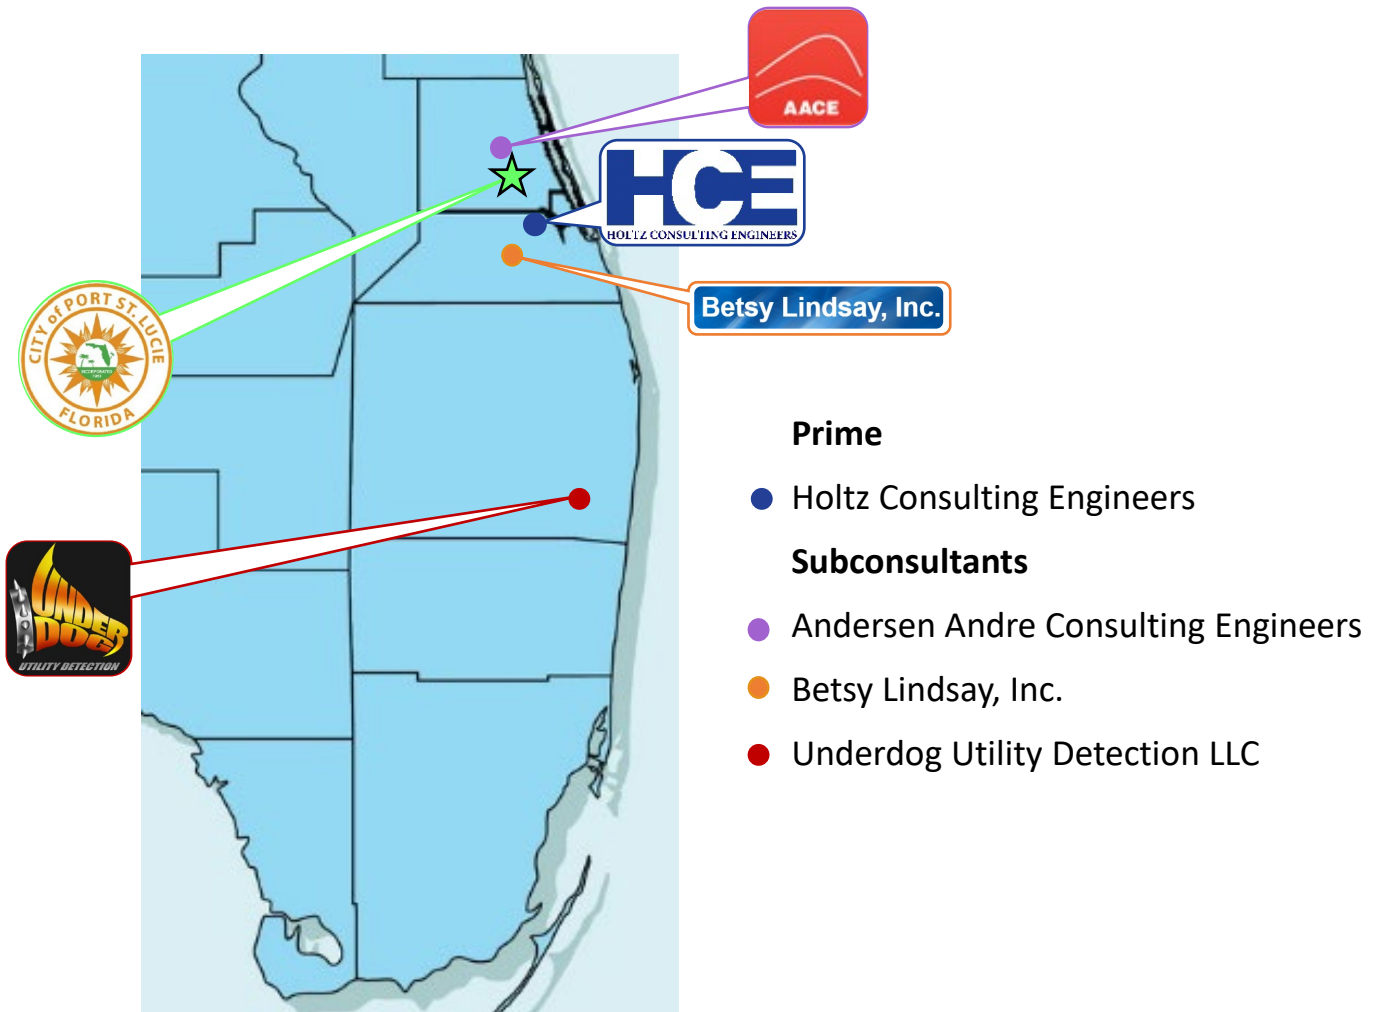 AACE
HCE
HOLTZ CONSULTING ENGINEERS
CITY of PORT ST. LUCIE
INCORPORATED
FLORIDA
Betsy Lindsay, Inc.
UNDER
DOG
UTILITY DETECTION
Prime
Holtz Consulting Engineers
Subconsultants
Andersen Andre Consulting Engineers
Betsy Lindsay, Inc.
Underdog Utility Detection LLC